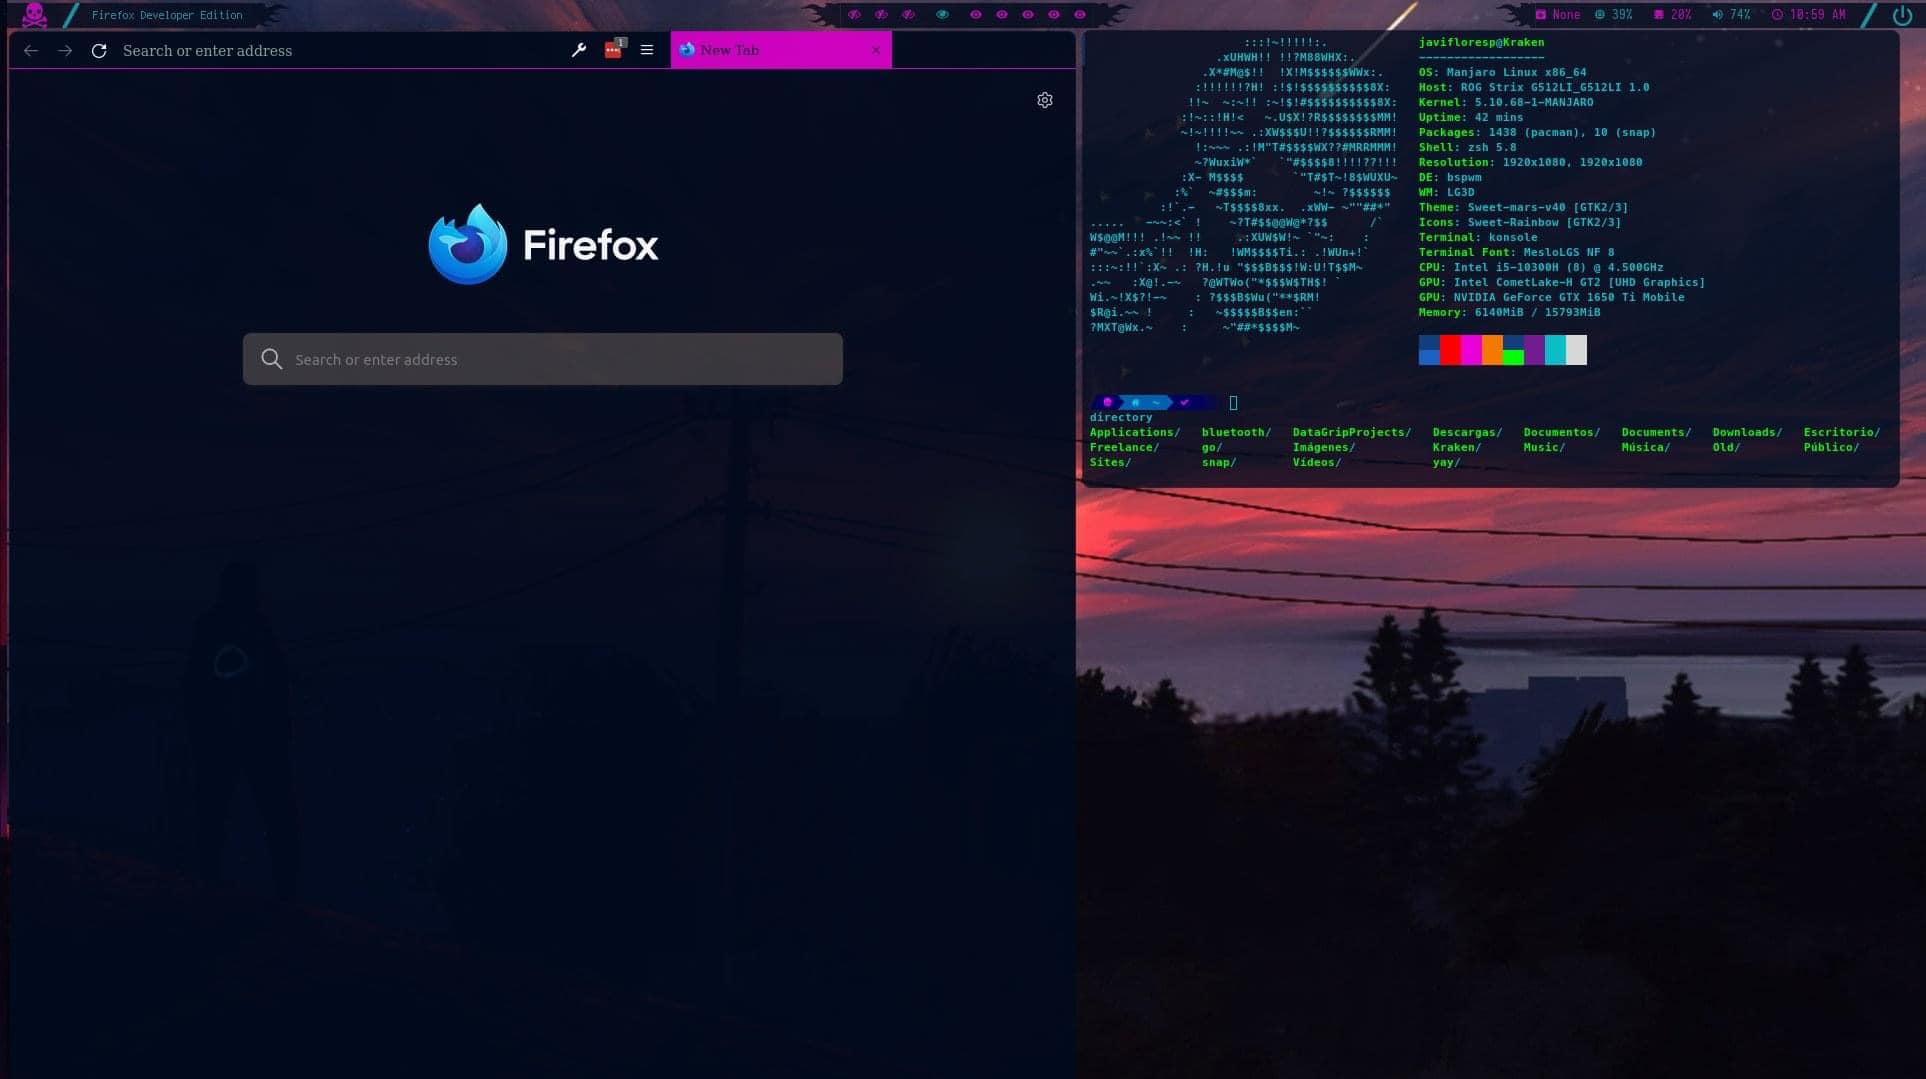 Firefox Developer Edition
None 39% 20% 74% 10:59 AM
Search or enter address
1
New Tab
Firefox
Search or enter address
javifloresp@Kraken
------------------
OS: Manjaro Linux x86_64
Host: ROG Strix G512LI_G512LI 1.0
Kernel: 5.10.68-1-MANJARO
Uptime: 42 mins
Packages: 1438 (pacman), 10 (snap)
Shell: zsh 5.8
Resolution: 1920x1080, 1920x1080
DE: bspwm
WM: LG3D
Theme: Sweet-mars-v40 [GTK2/3]
Icons: Sweet-Rainbow [GTK2/3]
Terminal: konsole
Terminal Font: MesloLGS NF 8
CPU: Intel i5-10300H (8) @ 4.500GHz
GPU: Intel CometLake-H GT2 [UHD Graphics]
GPU: NVIDIA GeForce GTX 1650 Ti Mobile
Memory: 6140MiB / 15793MiB
~
directory
Applications/ bluetooth/ DataGripProjects/ Descargas/ Documentos/ Documents/ Downloads/ Escritorio/
Freelance/ go/ Imágenes/ Kraken/ Music/ Música/ Old/ Público/
Sites/ snap/ Vídeos/ yay/